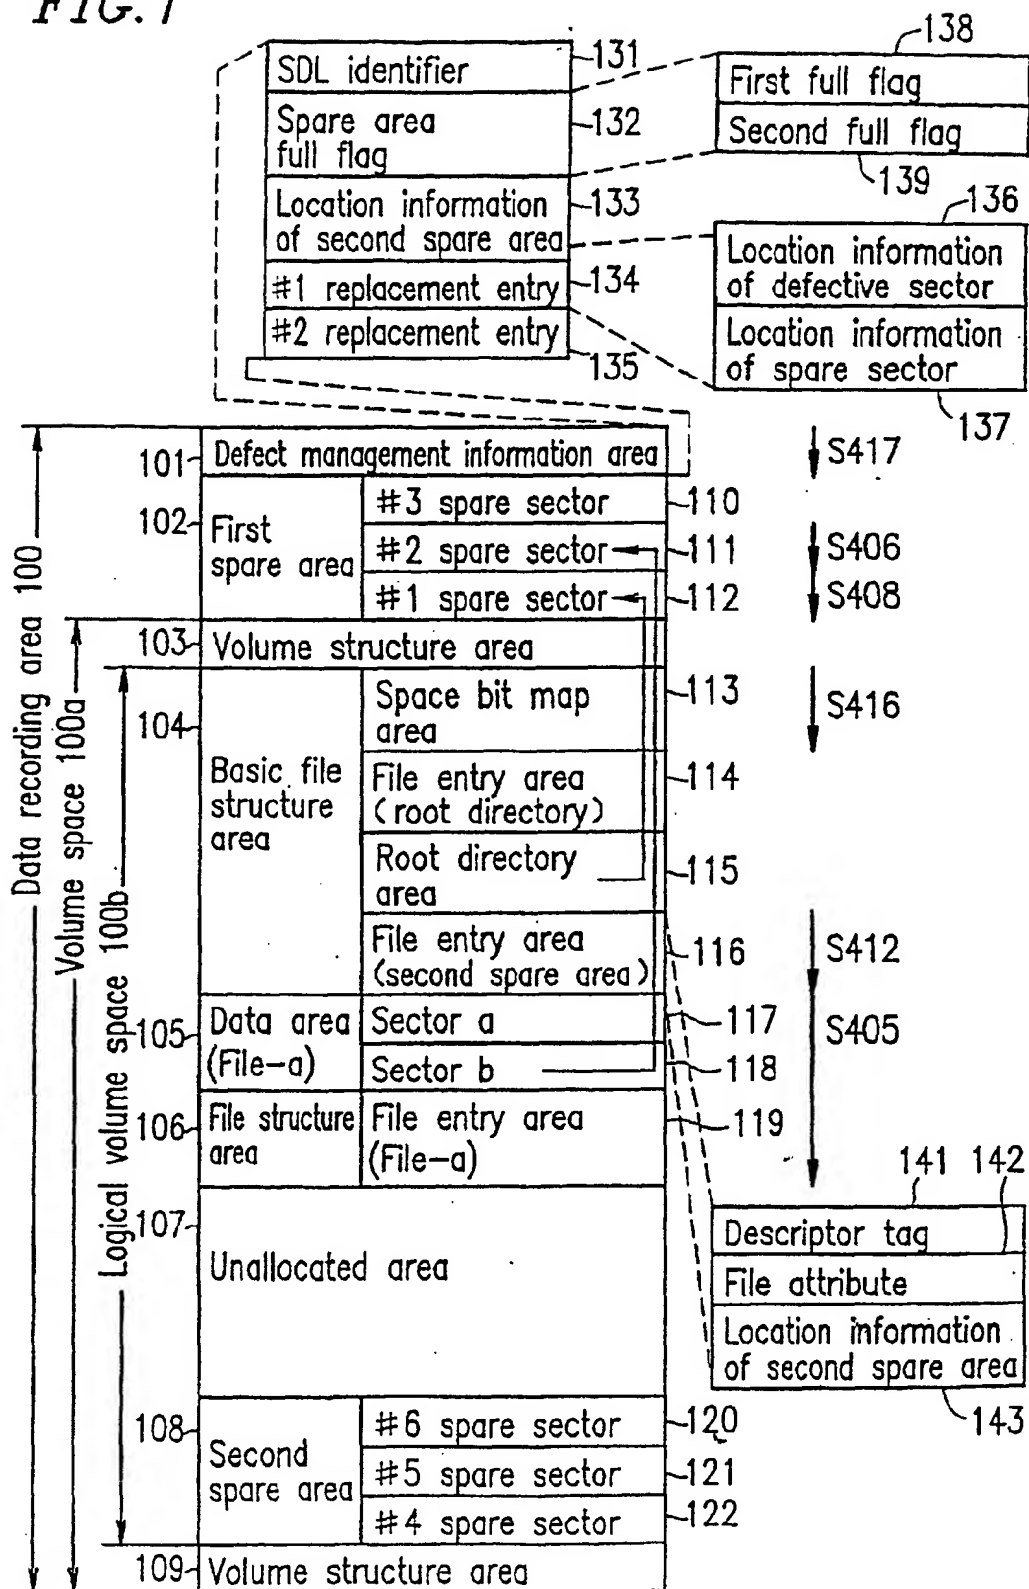 FIG. 1
SDL identifier
131
Spare area
full flag
132
Location information
of second spare area
133
#1 replacement entry
134
#2 replacement entry
135
138
First full flag
Second full flag
139
136
Location information
of defective sector
Location information
of spare sector
137
Data recording area 100
Volume space 100a
Logical volume space 100b
101
Defect management information area
S417
102
First
spare area
#3 spare sector
110
#2 spare sector
111
S406
#1 spare sector
112
S408
103
Volume structure area
104
Basic file
structure
area
Space bit map
area
113
S416
File entry area
(root directory)
114
Root directory
area
115
File entry area
(second spare area)
116
S412
105
Data area
(File-a)
Sector a
117
S405
Sector b
118
106
File structure
area
File entry area
(File-a)
119
107
Unallocated area
141 142
Descriptor tag
File attribute
Location information
of second spare area
143
108
Second
spare area
#6 spare sector
120
#5 spare sector
121
#4 spare sector
122
109
Volume structure area